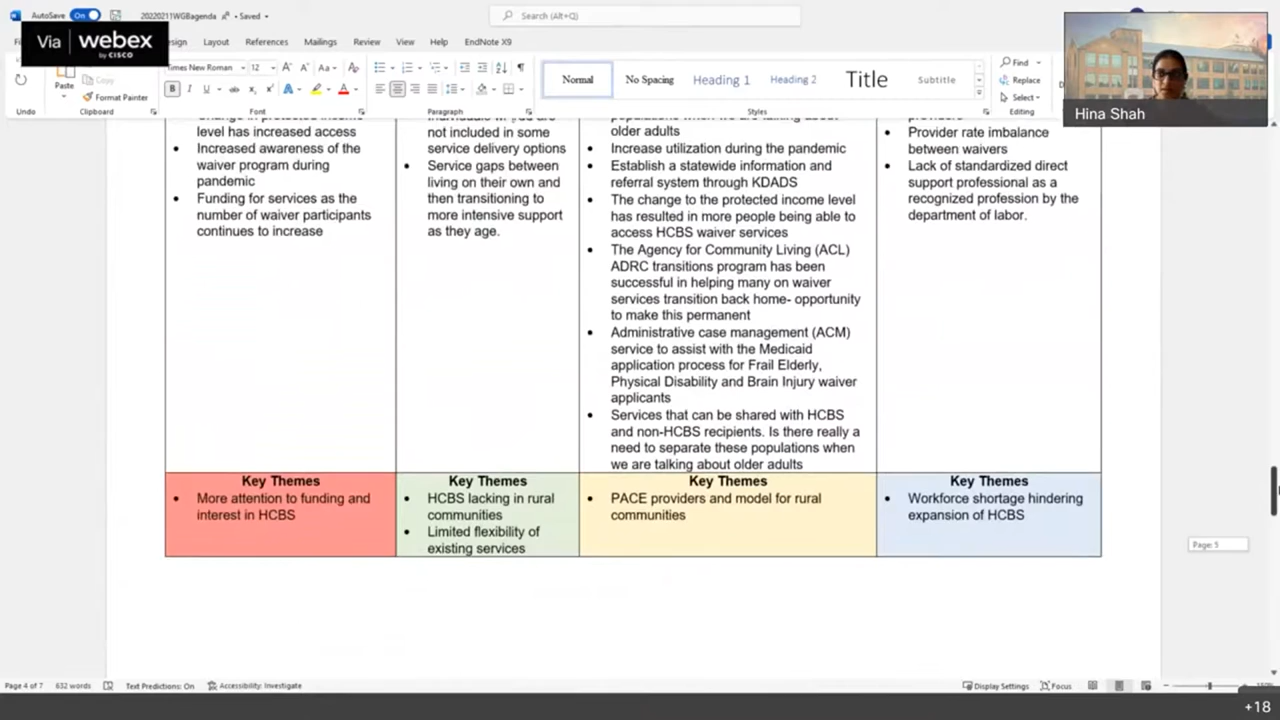 AutoSave On 20220211WGBagenda • Saved Search (Alt+Q)
Via webex by CISCO
Layout References Mailings Review View Help EndNote X9
Undo
Paste Copy Format Painter Clipboard
Times New Roman 12 Font
B I U Paragraph
Normal No Spacing Heading 1 Heading 2 Title Subtitle Styles
Find Replace Select Editing
Hina Shah
level has increased access
• Increased awareness of the
waiver program during
pandemic
• Funding for services as the
number of waiver participants
continues to increase
not included in some
service delivery options
• Service gaps between
living on their own and
then transitioning to
more intensive support
as they age.
older adults
• Increase utilization during the pandemic
• Establish a statewide information and
referral system through KDADS
• The change to the protected income level
has resulted in more people being able to
access HCBS waiver services
• The Agency for Community Living (ACL)
ADRC transitions program has been
successful in helping many on waiver
services transition back home- opportunity
to make this permanent
• Administrative case management (ACM)
service to assist with the Medicaid
application process for Frail Elderly,
Physical Disability and Brain Injury waiver
applicants
• Services that can be shared with HCBS
and non-HCBS recipients. Is there really a
need to separate these populations when
we are talking about older adults
• Provider rate imbalance
between waivers
• Lack of standardized direct
support professional as a
recognized profession by the
department of labor.
Key Themes
• More attention to funding and
interest in HCBS
Key Themes
• HCBS lacking in rural
communities
• Limited flexibility of
existing services
Key Themes
• PACE providers and model for rural
communities
Key Themes
• Workforce shortage hindering
expansion of HCBS
Page: 5
Page 4 of 7 632 words Text Predictions: On Accessibility: Investigate Display Settings Focus
+18